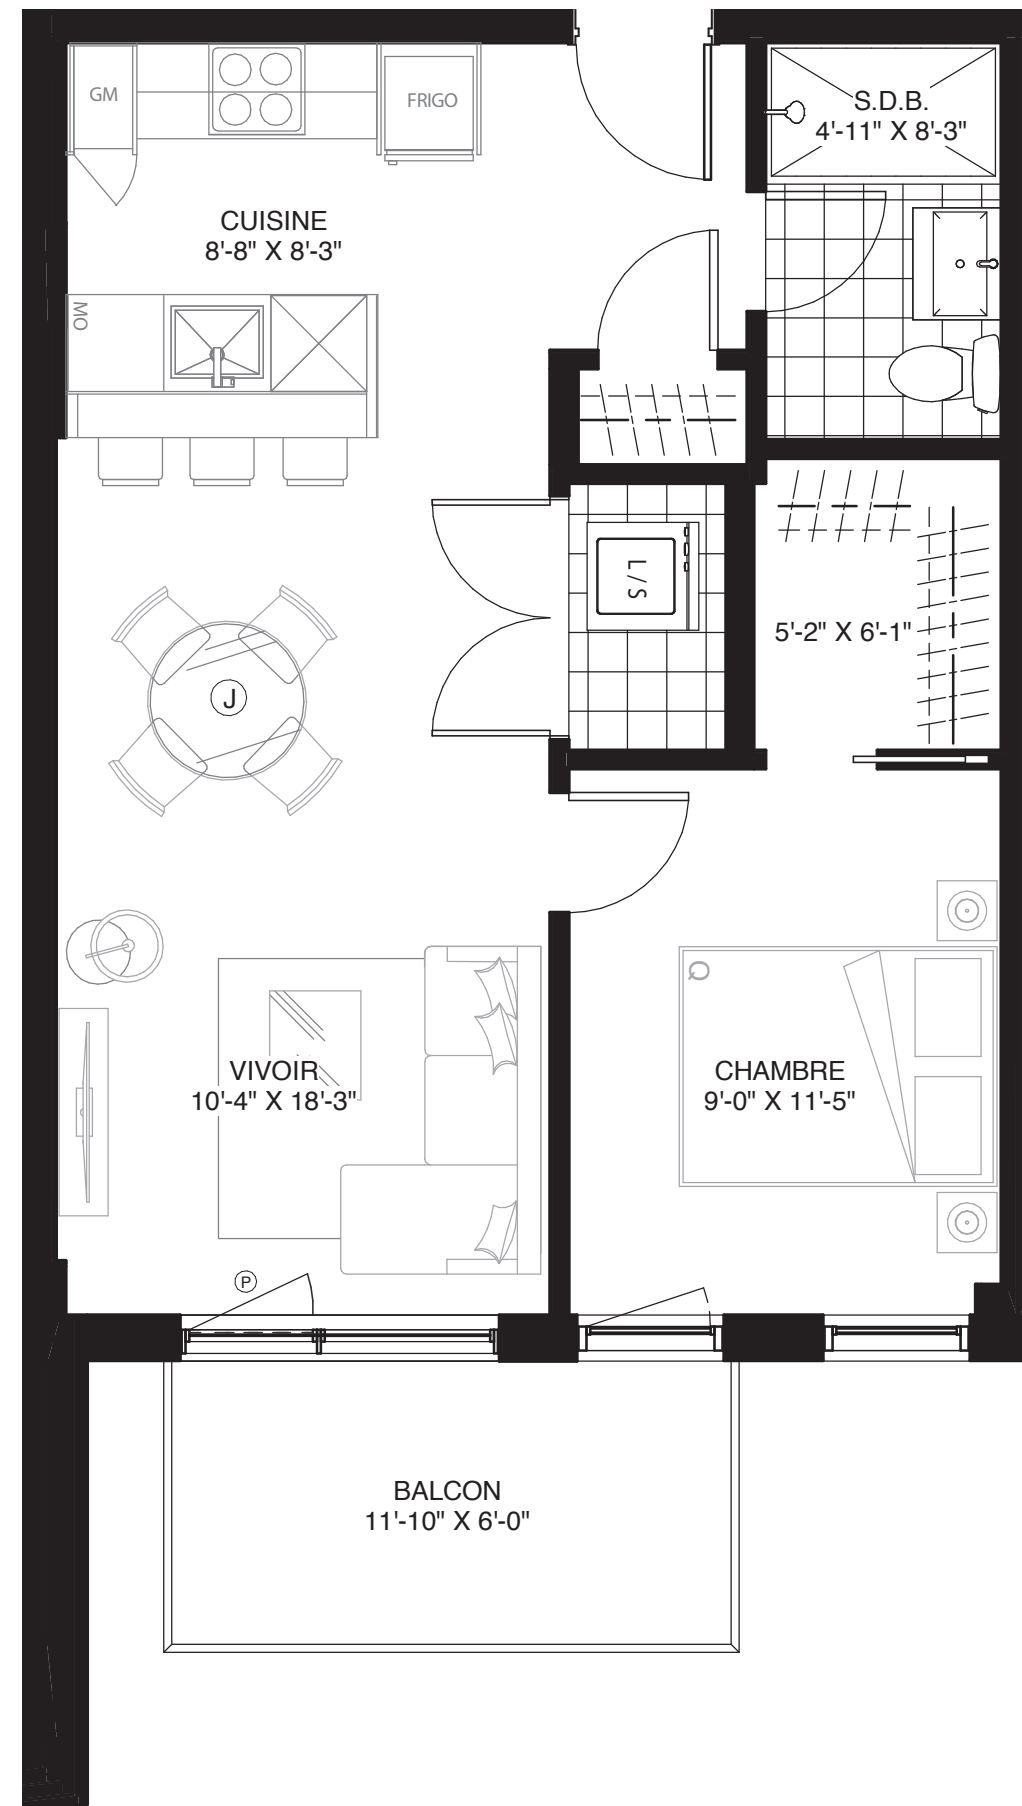 GM
FRIGO
S.D.B.
4'-11" X 8'-3"
CUISINE
8'-8" X 8'-3"
MO
L/S
5'-2" X 6'-1"
J
Q
VIVOIR
10'-4" X 18'-3"
CHAMBRE
9'-0" X 11'-5"
P
BALCON
11'-10" X 6'-0"